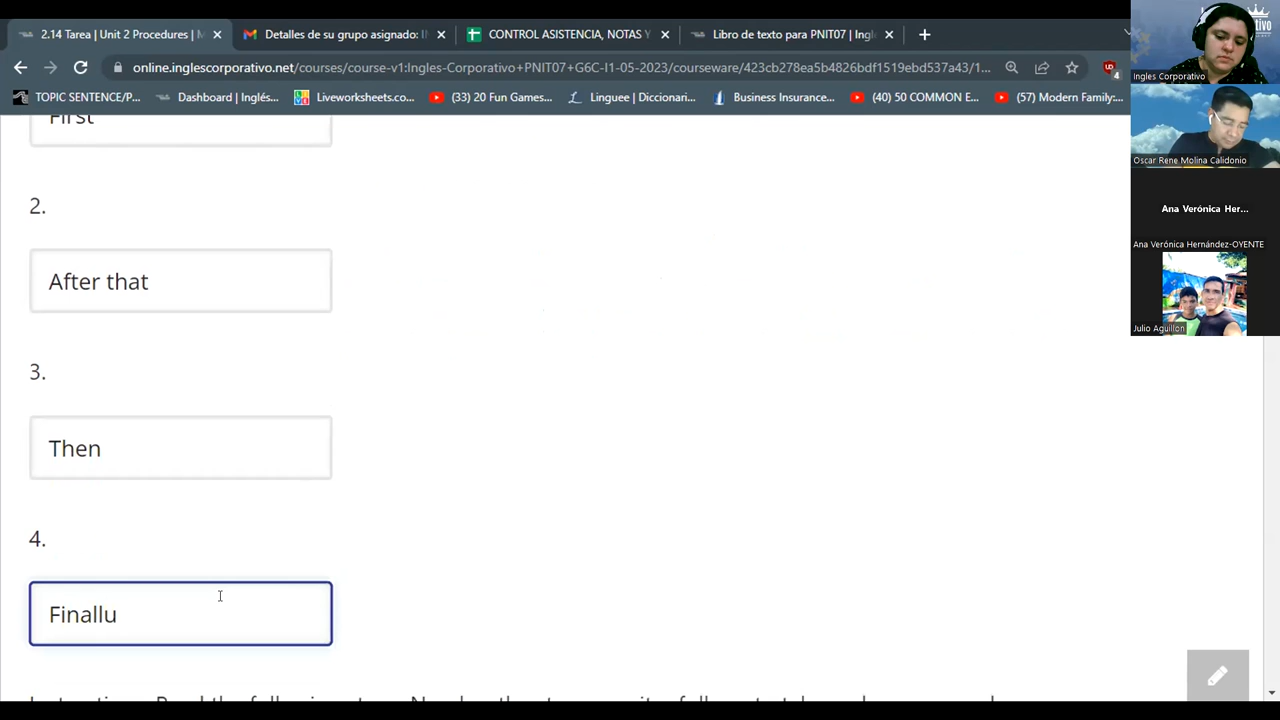 2.14 Tarea | Unit 2 Procedures |
Detalles de su grupo asignado:
CONTROL ASISTENCIA, NOTAS Y
Libro de texto para PNIT07 | Ingl
online.inglescorporativo.net/courses/course-v1:Ingles-Corporativo+PNIT07+G6C-I1-05-2023/courseware/423cb278ea5b4826bdf1519ebd537a43/1...
TOPIC SENTENCE/P...
Dashboard | Inglés...
Liveworksheets.co...
(33) 20 Fun Games...
Linguee | Diccionari...
Business Insurance...
(40) 50 COMMON E...
(57) Modern Family:...
Ingles Corporativo
Oscar Rene Molina Calidonio
Ana Verónica Her...
Ana Verónica Hernández-OYENTE
Julio Aguillon
First
2.
After that
3.
Then
4.
Finallu